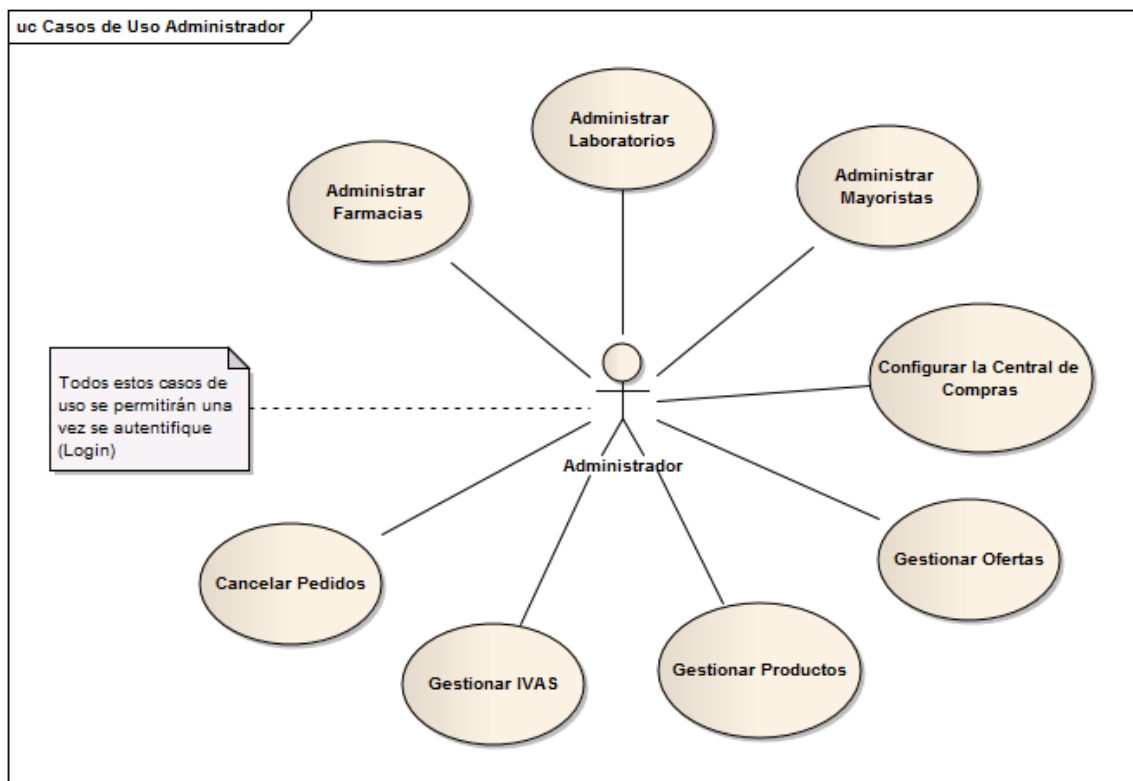 uc Casos de Uso Administrador
Administrar
Laboratorios
Administrar
Mayoristas
Administrar
Farmacias
Configurar la Central de
Compras
Todos estos casos de
uso se permitirán una
vez se autentifique
(Login)
Administrador
Gestionar Ofertas
Cancelar Pedidos
Gestionar Productos
Gestionar IVAS